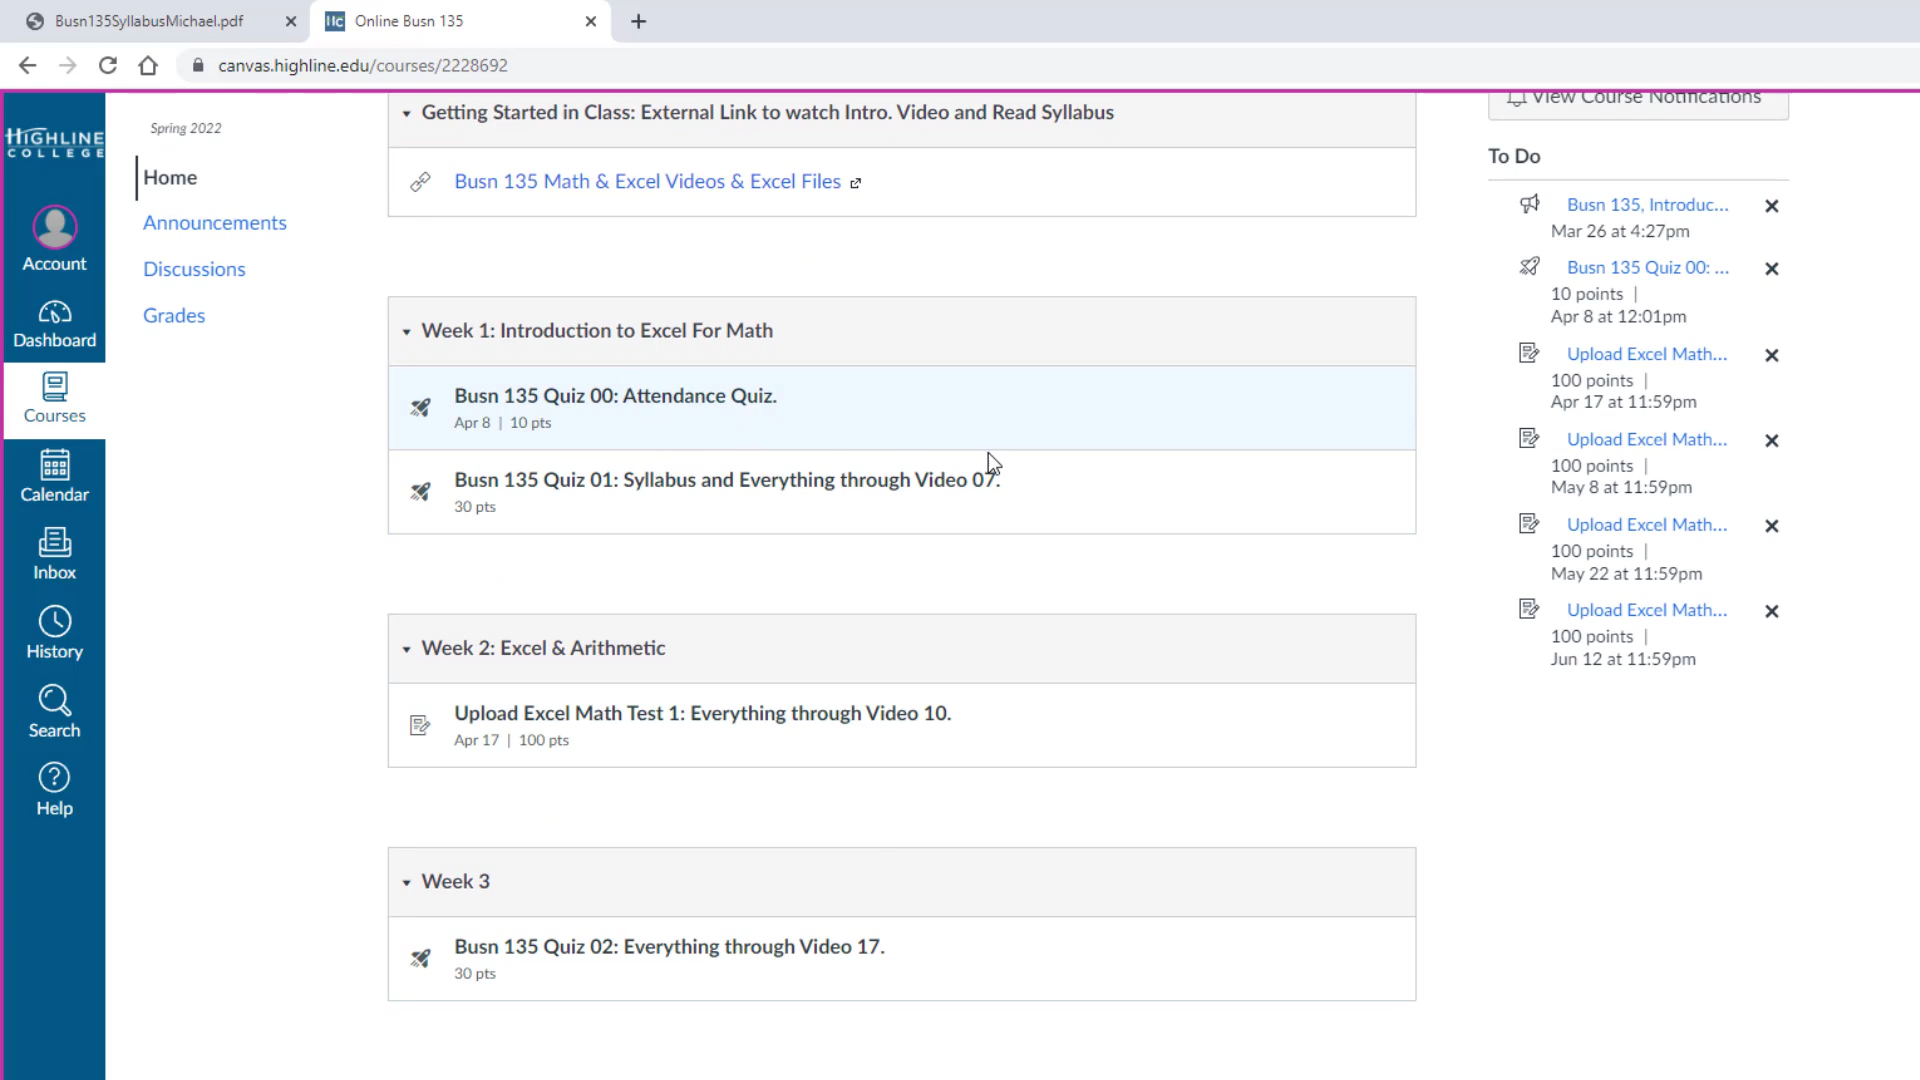 Busn135SyllabusMichael.pdf
Online Busn 135
canvas.highline.edu/courses/2228692
HIGHLINE
COLLEGE
Account
Dashboard
Courses
Calendar
Inbox
History
Search
Help
Spring 2022
Home
Announcements
Discussions
Grades
Getting Started in Class: External Link to watch Intro. Video and Read Syllabus
Busn 135 Math & Excel Videos & Excel Files
Week 1: Introduction to Excel For Math
Busn 135 Quiz 00: Attendance Quiz.
Apr 8 | 10 pts
Busn 135 Quiz 01: Syllabus and Everything through Video 07.
30 pts
Week 2: Excel & Arithmetic
Upload Excel Math Test 1: Everything through Video 10.
Apr 17 | 100 pts
Week 3
Busn 135 Quiz 02: Everything through Video 17.
30 pts
View Course Notifications
To Do
Busn 135, Introduc...
Mar 26 at 4:27pm
Busn 135 Quiz 00: ...
10 points |
Apr 8 at 12:01pm
Upload Excel Math...
100 points |
Apr 17 at 11:59pm
Upload Excel Math...
100 points |
May 8 at 11:59pm
Upload Excel Math...
100 points |
May 22 at 11:59pm
Upload Excel Math...
100 points |
Jun 12 at 11:59pm